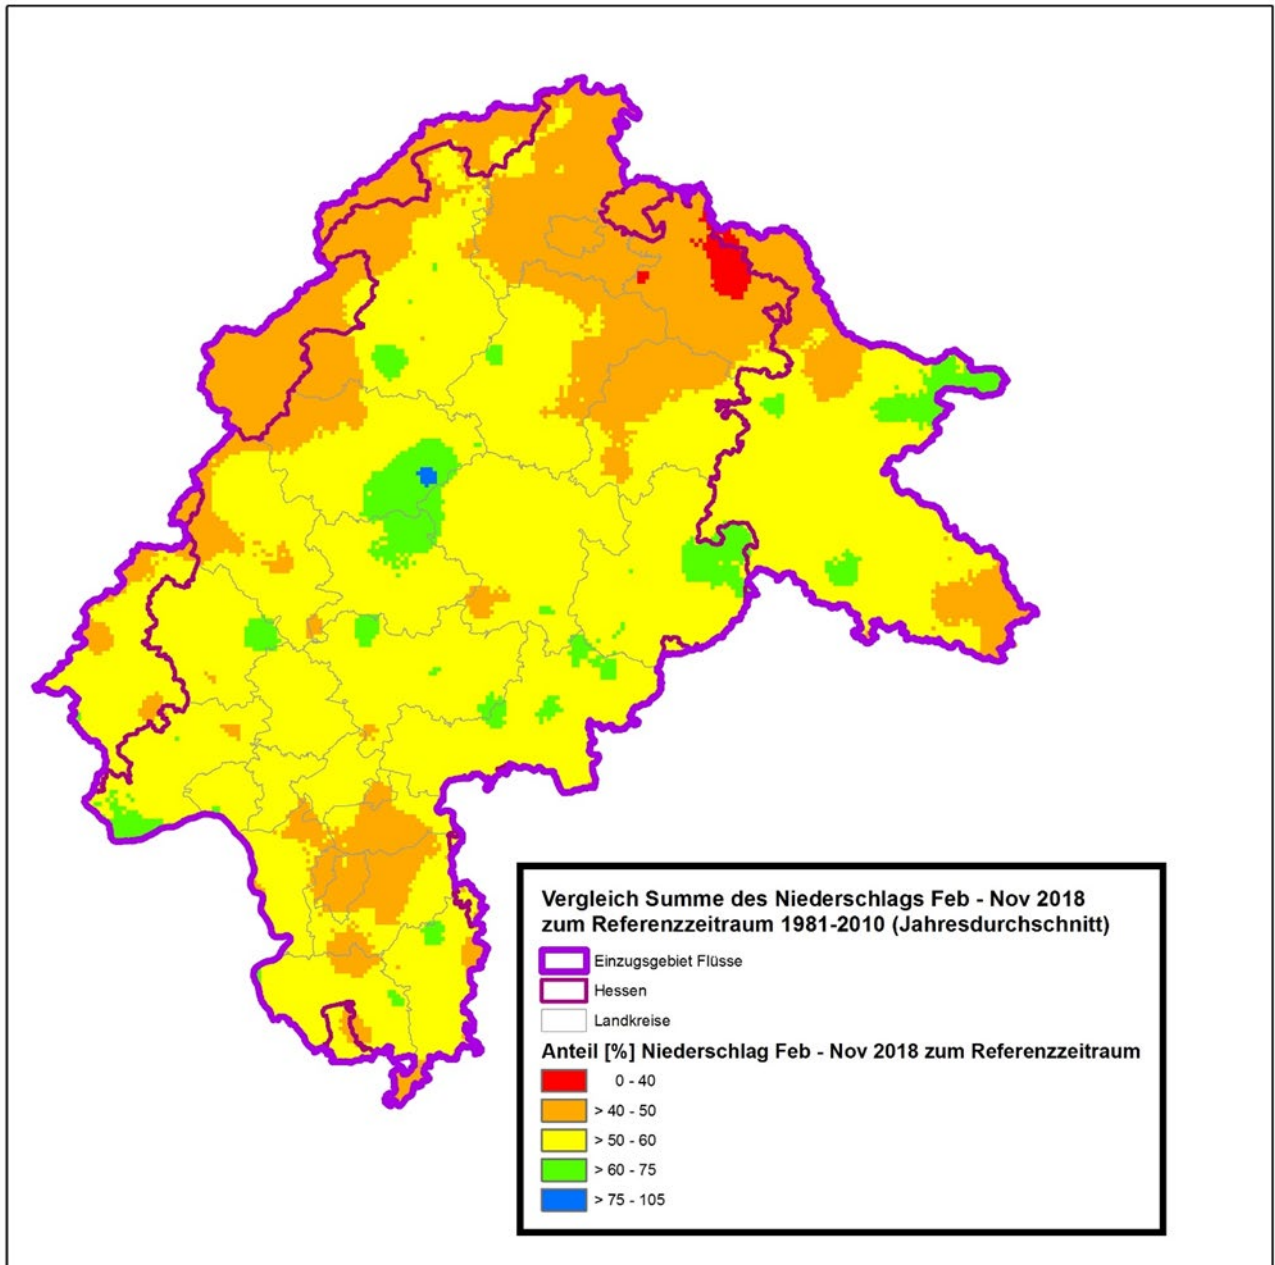 Vergleich Summe des Niederschlags Feb - Nov 2018
zum Referenzzeitraum 1981-2010 (Jahresdurchschnitt)
Einzugsgebiet Flüsse
Hessen
Landkreise
Anteil [%] Niederschlag Feb - Nov 2018 zum Referenzzeitraum
0 - 40
> 40 - 50
> 50 - 60
> 60 - 75
> 75 - 105